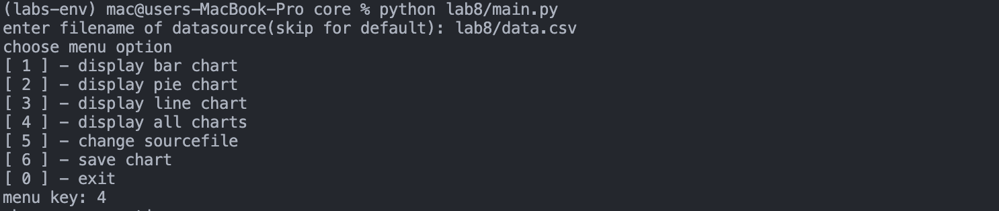 (labs-env) mac@users-MacBook-Pro core % python lab8/main.py
enter filename of datasource(skip for default): lab8/data.csv
choose menu option
[ 1 ] - display bar chart
[ 2 ] - display pie chart
[ 3 ] - display line chart
[ 4 ] - display all charts
[ 5 ] - change sourcefile
[ 6 ] - save chart
[ 0 ] - exit
menu key: 4